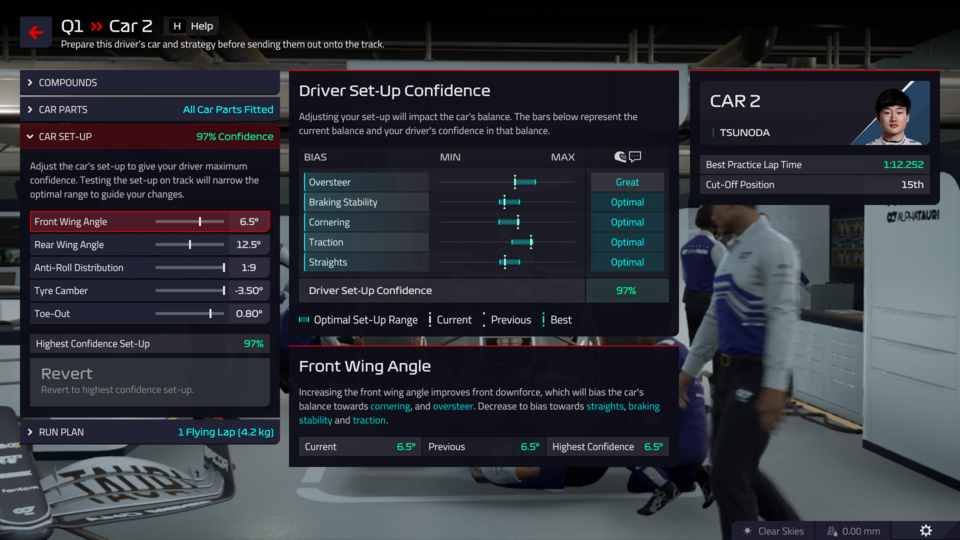 Q1 » Car 2
H Help
Prepare this driver's car and strategy before sending them out onto the track.
COMPOUNDS
CAR PARTS All Car Parts Fitted
CAR SET-UP 97% Confidence
Adjust the car's set-up to give your driver maximum
confidence. Testing the set-up on track will narrow the
optimal range to guide your changes.
Front Wing Angle 6.5°
Rear Wing Angle 12.5°
Anti-Roll Distribution 1:9
Tyre Camber -3.50°
Toe-Out 0.80°
Highest Confidence Set-Up 97%
Revert
Revert to highest confidence set-up.
RUN PLAN 1 Flying Lap (4.2 kg)
Driver Set-Up Confidence
Adjusting your set-up will impact the car's balance. The bars below represent the
current balance and your driver's confidence in that balance.
BIAS MIN MAX
Oversteer Great
Braking Stability Optimal
Cornering Optimal
Traction Optimal
Straights Optimal
Driver Set-Up Confidence 97%
Optimal Set-Up Range Current Previous Best
Front Wing Angle
Increasing the front wing angle improves front downforce, which will bias the car's
balance towards cornering, and oversteer. Decrease to bias towards straights, braking
stability and traction.
Current 6.5° Previous 6.5° Highest Confidence 6.5°
CAR 2
TSUNODA
Best Practice Lap Time 1:12.252
Cut-Off Position 15th
ALPHATAURI
Clear Skies 0.00 mm